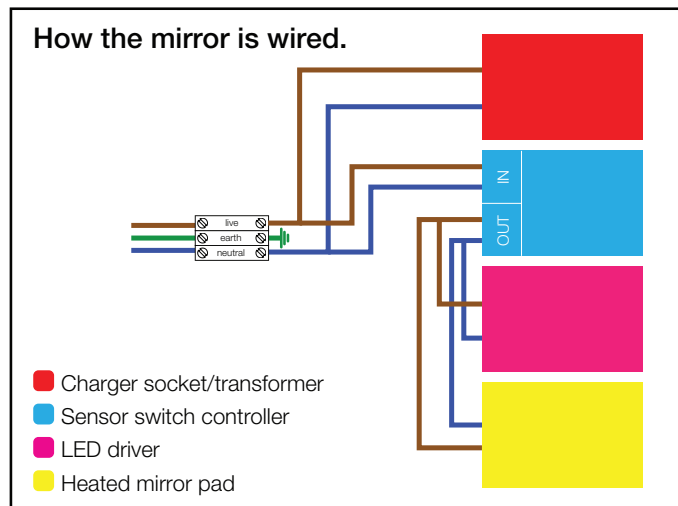 How the mirror is wired.
live
earth
neutral
IN
OUT
Charger socket/transformer
Sensor switch controller
LED driver
Heated mirror pad